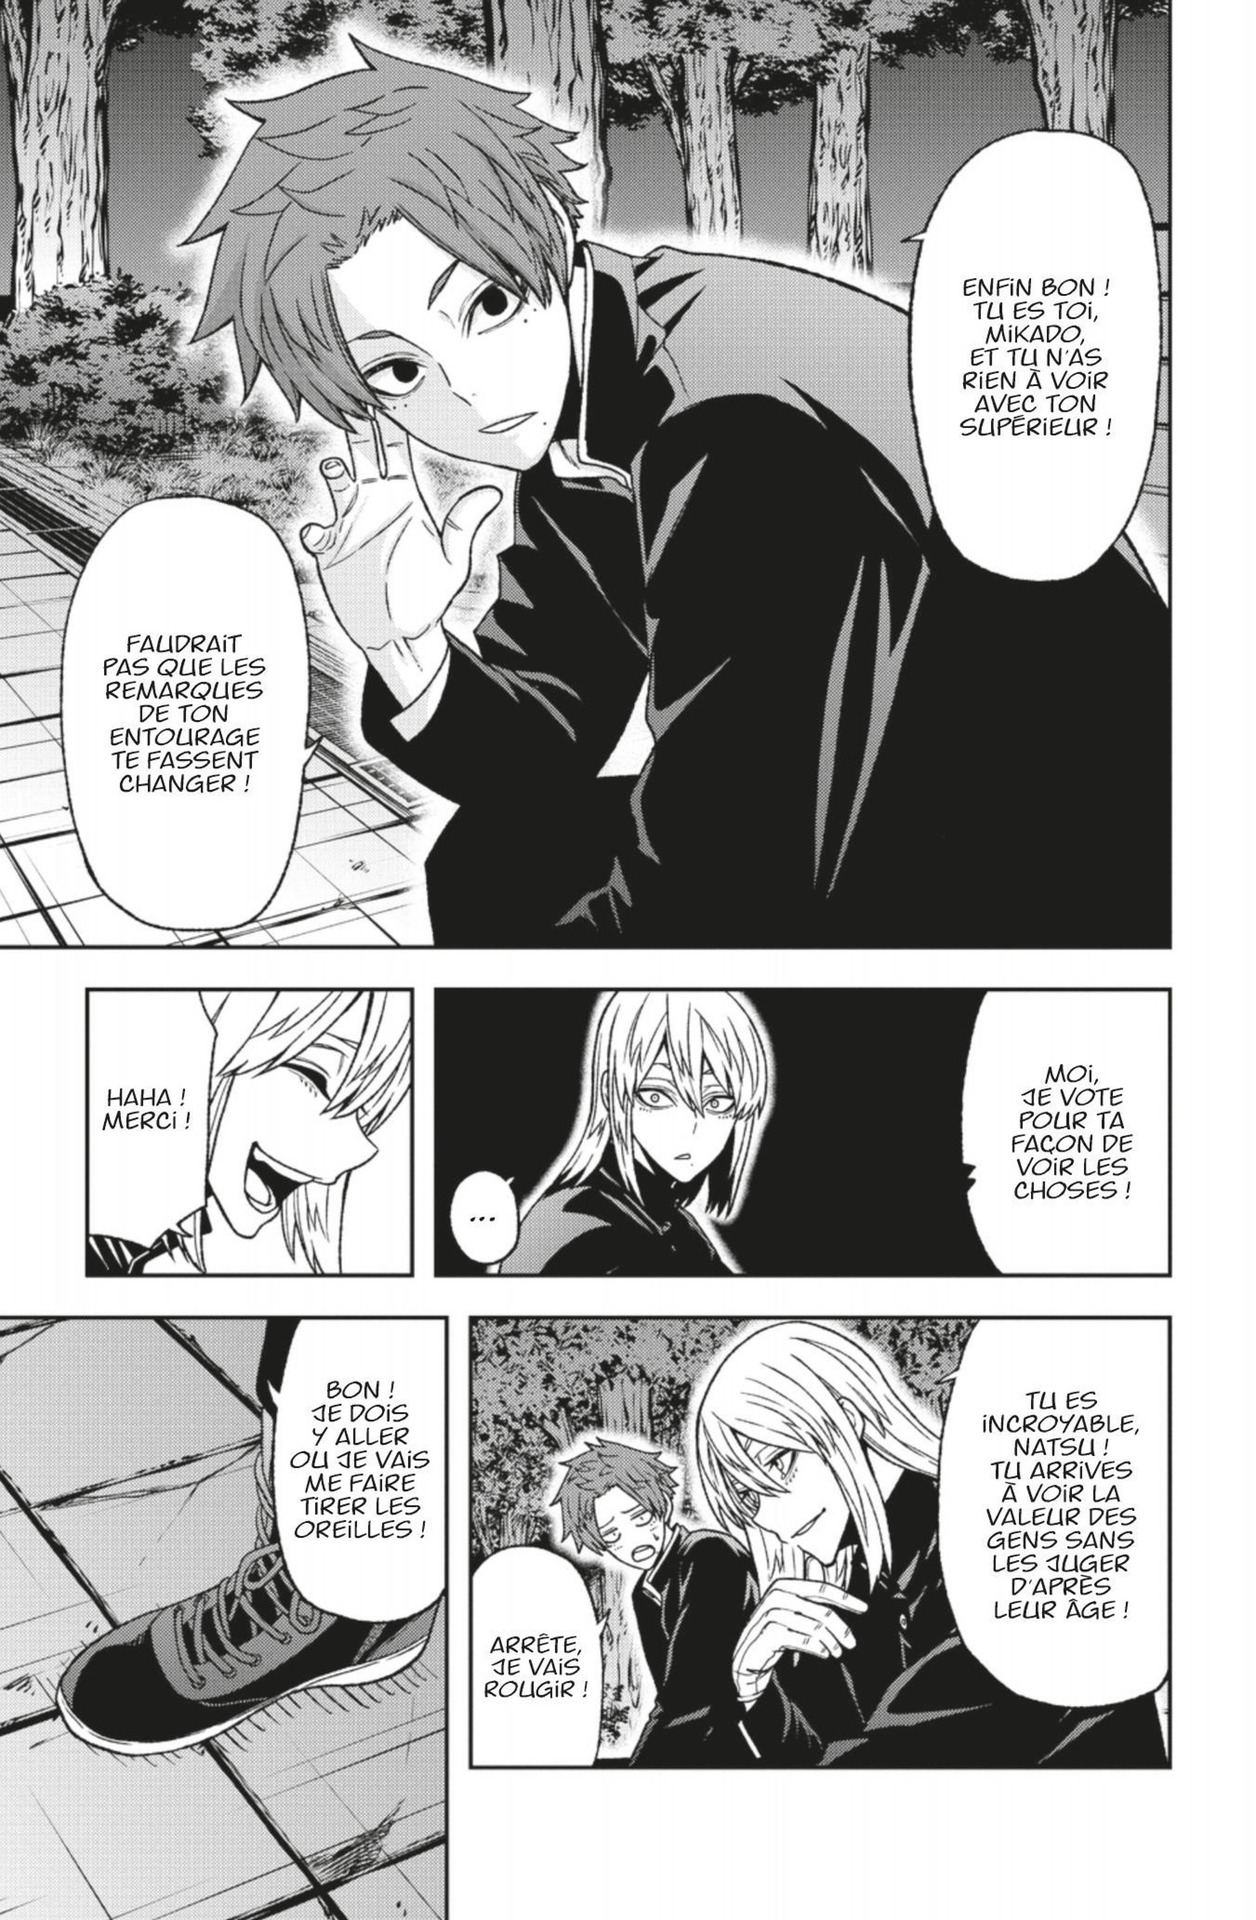 ENFIN BON !
TU ES TOI,
MIKADO,
ET TU N'AS
RIEN À VOIR
AVEC TON
SUPÉRIEUR !
FAUDRAIT
PAS QUE LES
REMARQUES
DE TON
ENTOURAGE
TE FASSENT
CHANGER !
MOI,
JE VOTE
POUR TA
FAÇON DE
VOIR LES
CHOSES !
...
HAHA !
MERCI !
TU ES
INCROYABLE,
NATSU !
TU ARRIVES
À VOIR LA
VALEUR DES
GENS SANS
LES JUGER
D'APRÈS
LEUR ÂGE !
ARRÊTE,
JE VAIS
ROUGIR !
BON !
JE DOIS
Y ALLER
OU JE VAIS
ME FAIRE
TIRER LES
OREILLES !